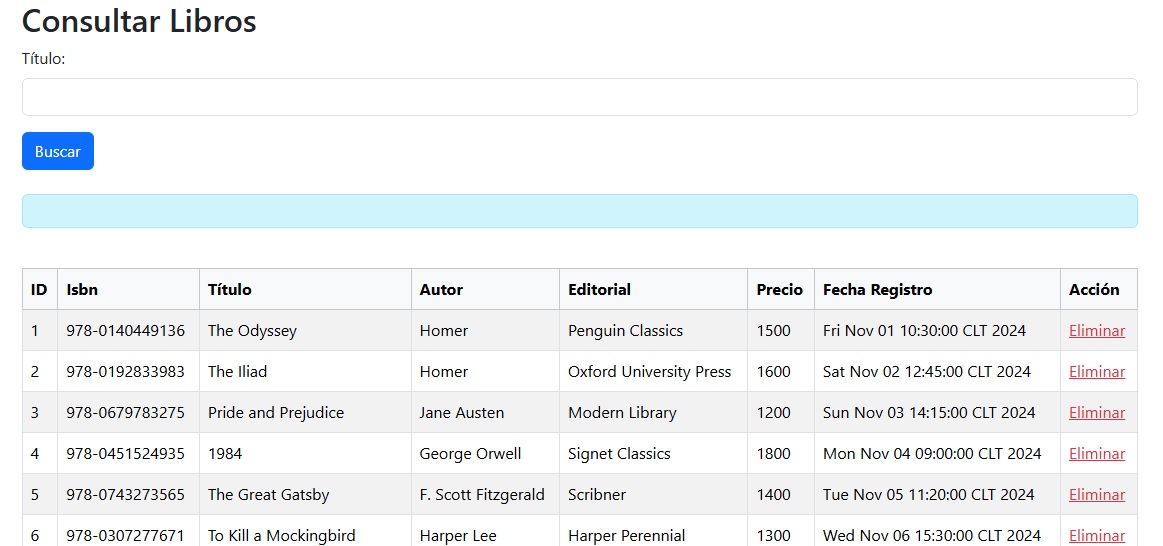 Consultar Libros
Título:
Buscar
ID Isbn Título Autor Editorial Precio Fecha Registro Acción
1 978-0140449136 The Odyssey Homer Penguin Classics 1500 Fri Nov 01 10:30:00 CLT 2024 Eliminar
2 978-0192833983 The Iliad Homer Oxford University Press 1600 Sat Nov 02 12:45:00 CLT 2024 Eliminar
3 978-0679783275 Pride and Prejudice Jane Austen Modern Library 1200 Sun Nov 03 14:15:00 CLT 2024 Eliminar
4 978-0451524935 1984 George Orwell Signet Classics 1800 Mon Nov 04 09:00:00 CLT 2024 Eliminar
5 978-0743273565 The Great Gatsby F. Scott Fitzgerald Scribner 1400 Tue Nov 05 11:20:00 CLT 2024 Eliminar
6 978-0307277671 To Kill a Mockingbird Harper Lee Harper Perennial 1300 Wed Nov 06 15:30:00 CLT 2024 Eliminar